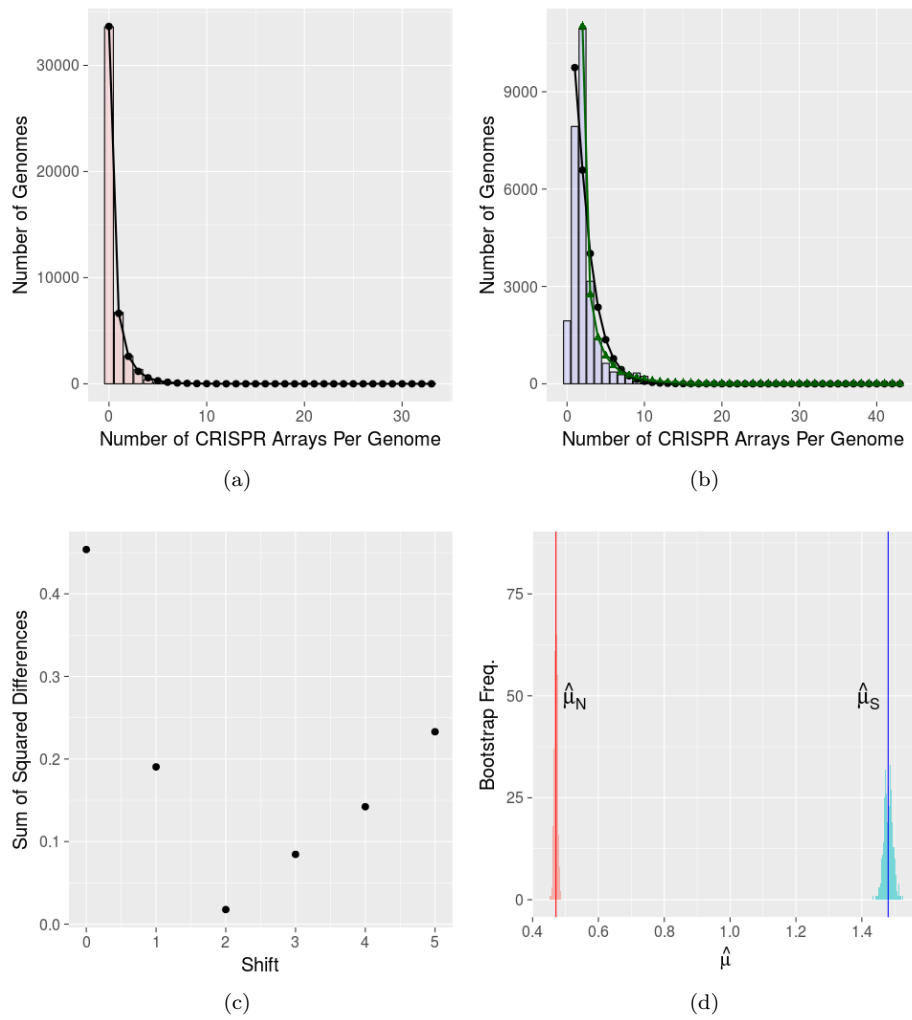 30000
20000
10000
0
Number of Genomes
0
10
20
30
Number of CRISPR Arrays Per Genome
(a)
9000
6000
3000
0
Number of Genomes
0
10
20
30
40
Number of CRISPR Arrays Per Genome
(b)
0.4
0.3
0.2
0.1
0.0
Sum of Squared Differences
0
1
2
3
4
5
Shift
(c)
75
50
25
0
Bootstrap Freq.
μ̂N
μ̂S
0.4
0.6
0.8
1.0
1.2
1.4
μ̂
(d)